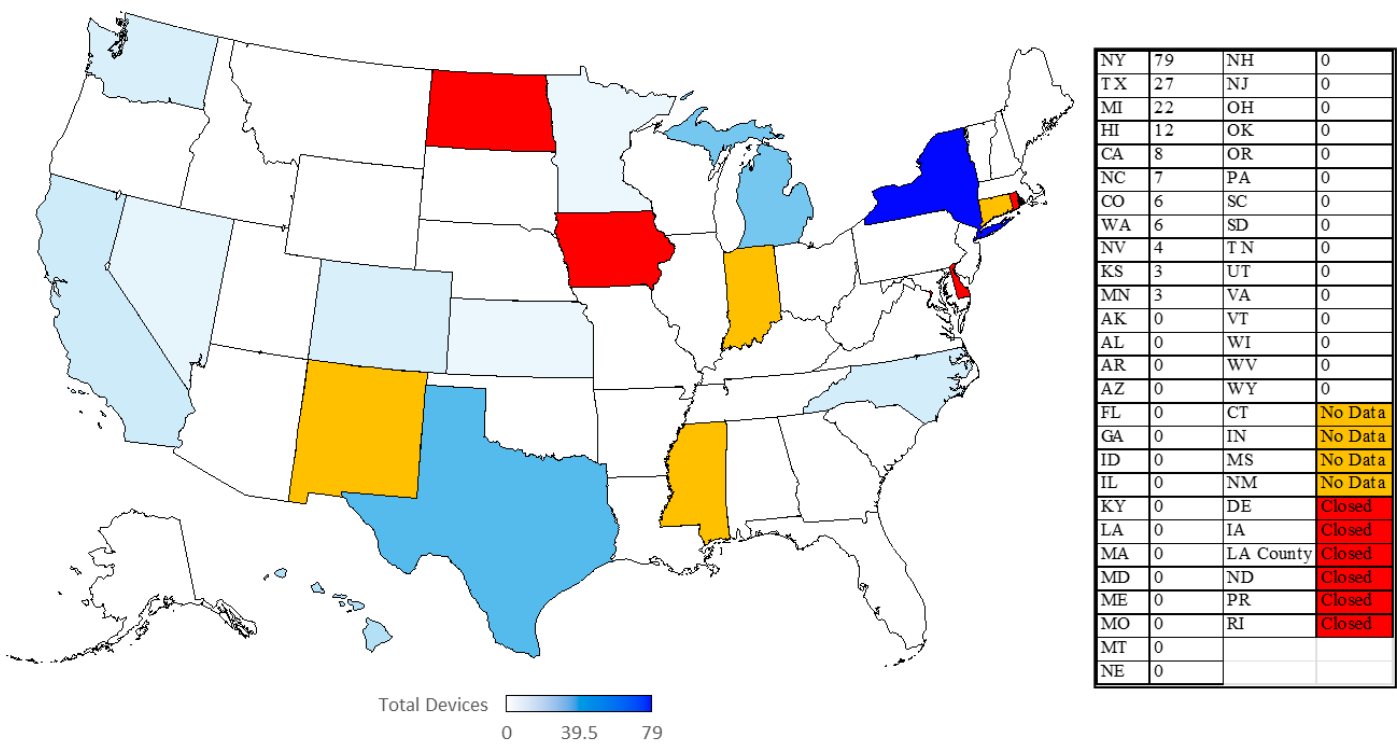 NY 79 NH 0
TX 27 NJ 0
MI 22 OH 0
HI 12 OK 0
CA 8 OR 0
NC 7 PA 0
CO 6 SC 0
WA 6 SD 0
NV 4 TN 0
KS 3 UT 0
MN 3 VA 0
AK 0 VT 0
AL 0 WI 0
AR 0 WV 0
AZ 0 WY 0
FL 0 CT No Data
GA 0 IN No Data
ID 0 MS No Data
IL 0 NM No Data
KY 0 DE Closed
LA 0 IA Closed
MA 0 LA County Closed
MD 0 ND Closed
ME 0 PR Closed
MO 0 RI Closed
MT 0
NE 0
Total Devices
0 39.5 79